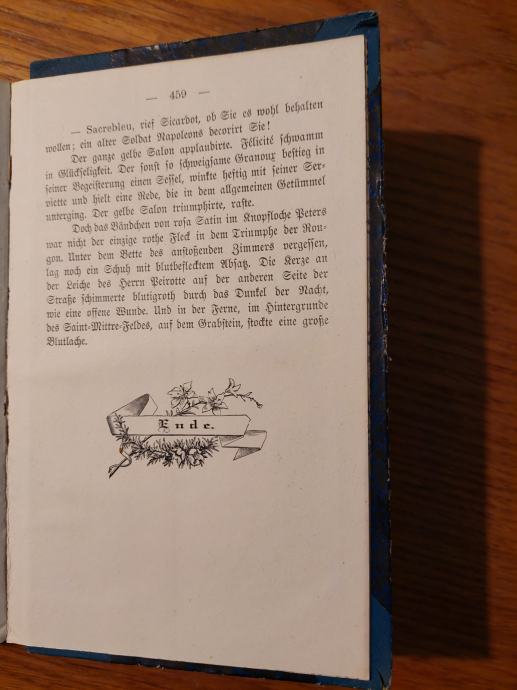 — 459 —
— Sacrebleu, rief Sicardot, ob Sie es wohl behalten
wollen; ein alter Soldat Napoleons decorirt Sie!
Der ganze gelbe Salon applaudirte. Félicité schwamm
in Glückseligkeit. Der sonst so schweigsame Granoux bestieg in
seiner Begeisterung einen Sessel, winkte heftig mit seiner Ser-
viette und hielt eine Rede, die in dem allgemeinen Getümmel
unterging. Der gelbe Salon triumphirte, raste.
Doch das Bändchen von rosa Satin im Knopfloche Peters
war nicht der einzige rothe Fleck in dem Triumphe der Rou-
gon. Unter dem Bette des anstoßenden Zimmers vergessen,
lag noch ein Schuh mit blutbeflecktem Absatz. Die Kerze an
der Leiche des Herrn Peirotte auf der anderen Seite der
Straße schimmerte blutigroth durch das Dunkel der Nacht,
wie eine offene Wunde. Und in der Ferne, im Hintergrunde
des Saint-Mittre-Feldes, auf dem Grabstein, stockte eine große
Blutlache.
Ende.